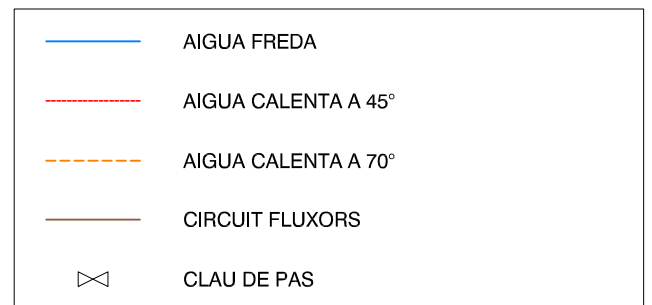 AIGUA FREDA
AIGUA CALENTA A 45°
AIGUA CALENTA A 70°
CIRCUIT FLUXORS
CLAU DE PAS